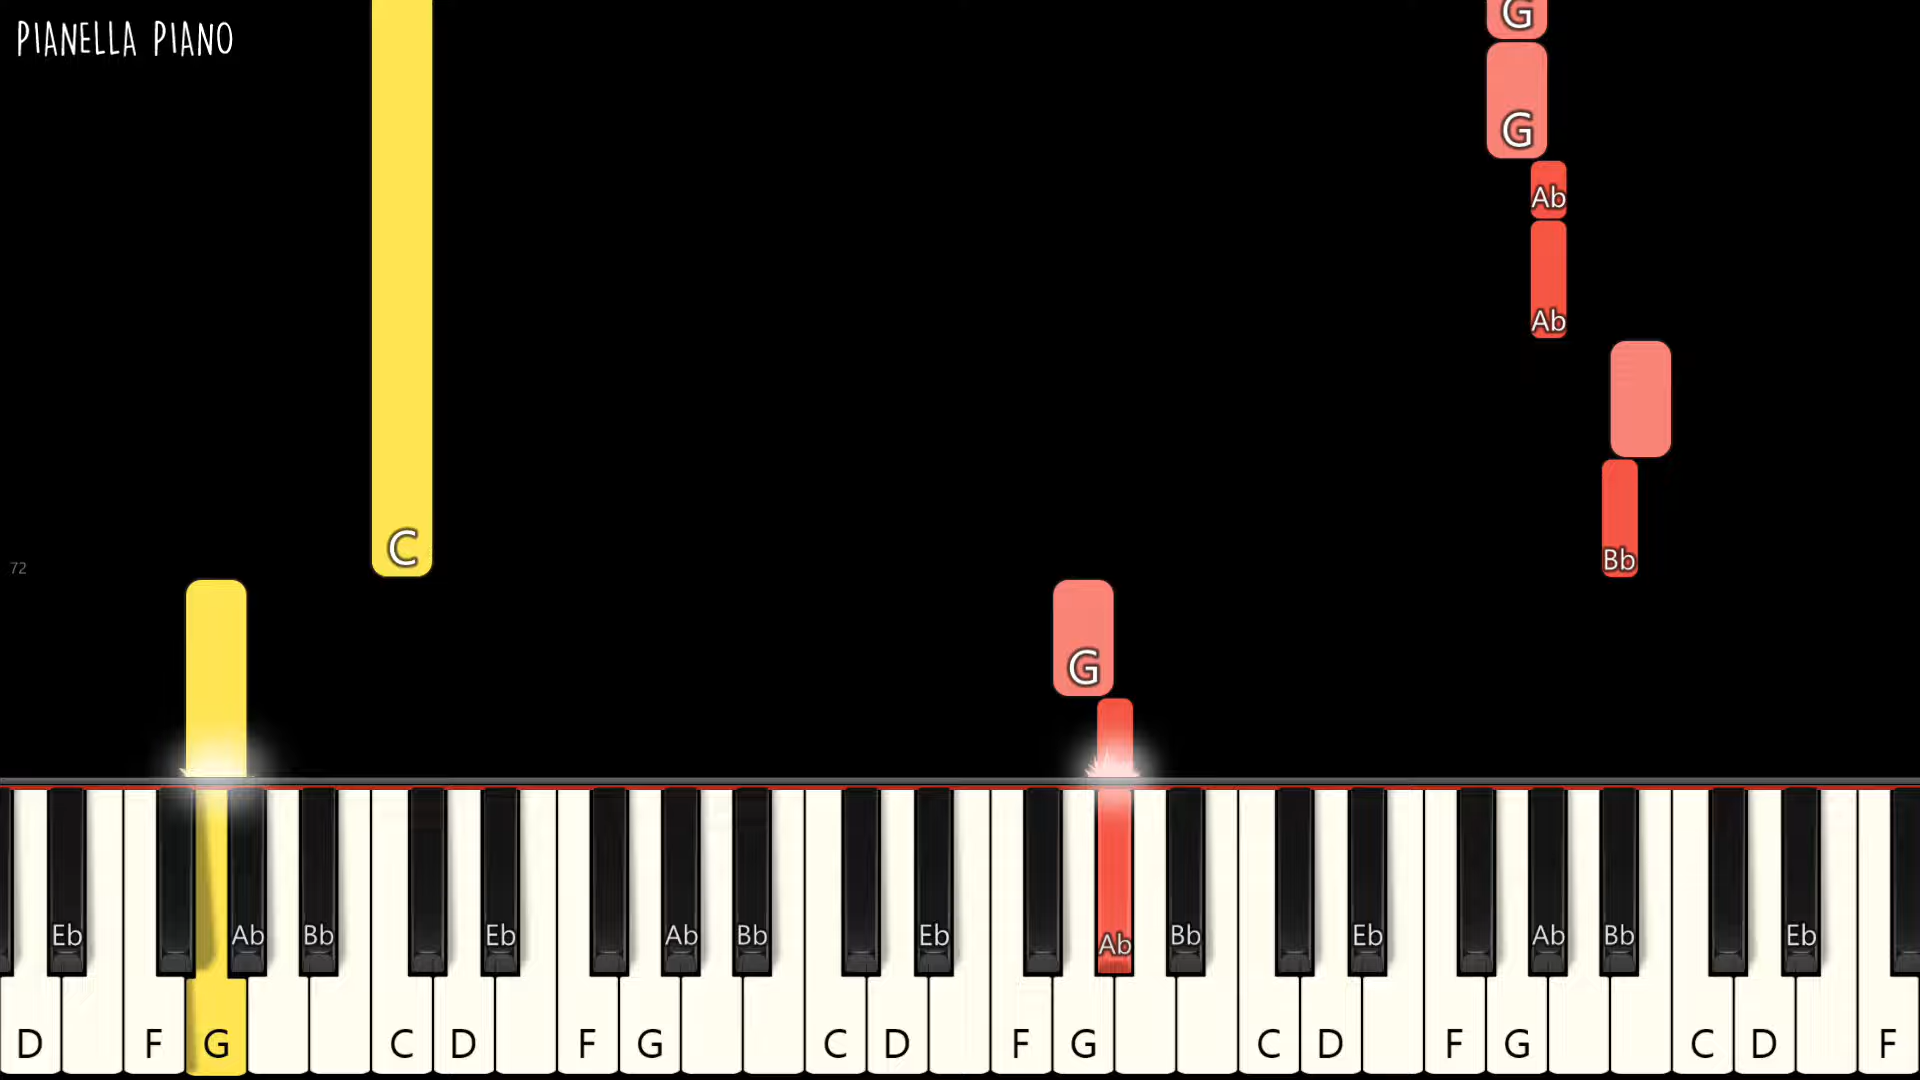 PIANELLA PIANO
G
G
Ab
Ab
C
Bb
72
G
Eb Ab Bb Eb Ab Bb Eb Ab Bb Eb Ab Bb Eb
D F G C D F G C D F G C D F G C D F